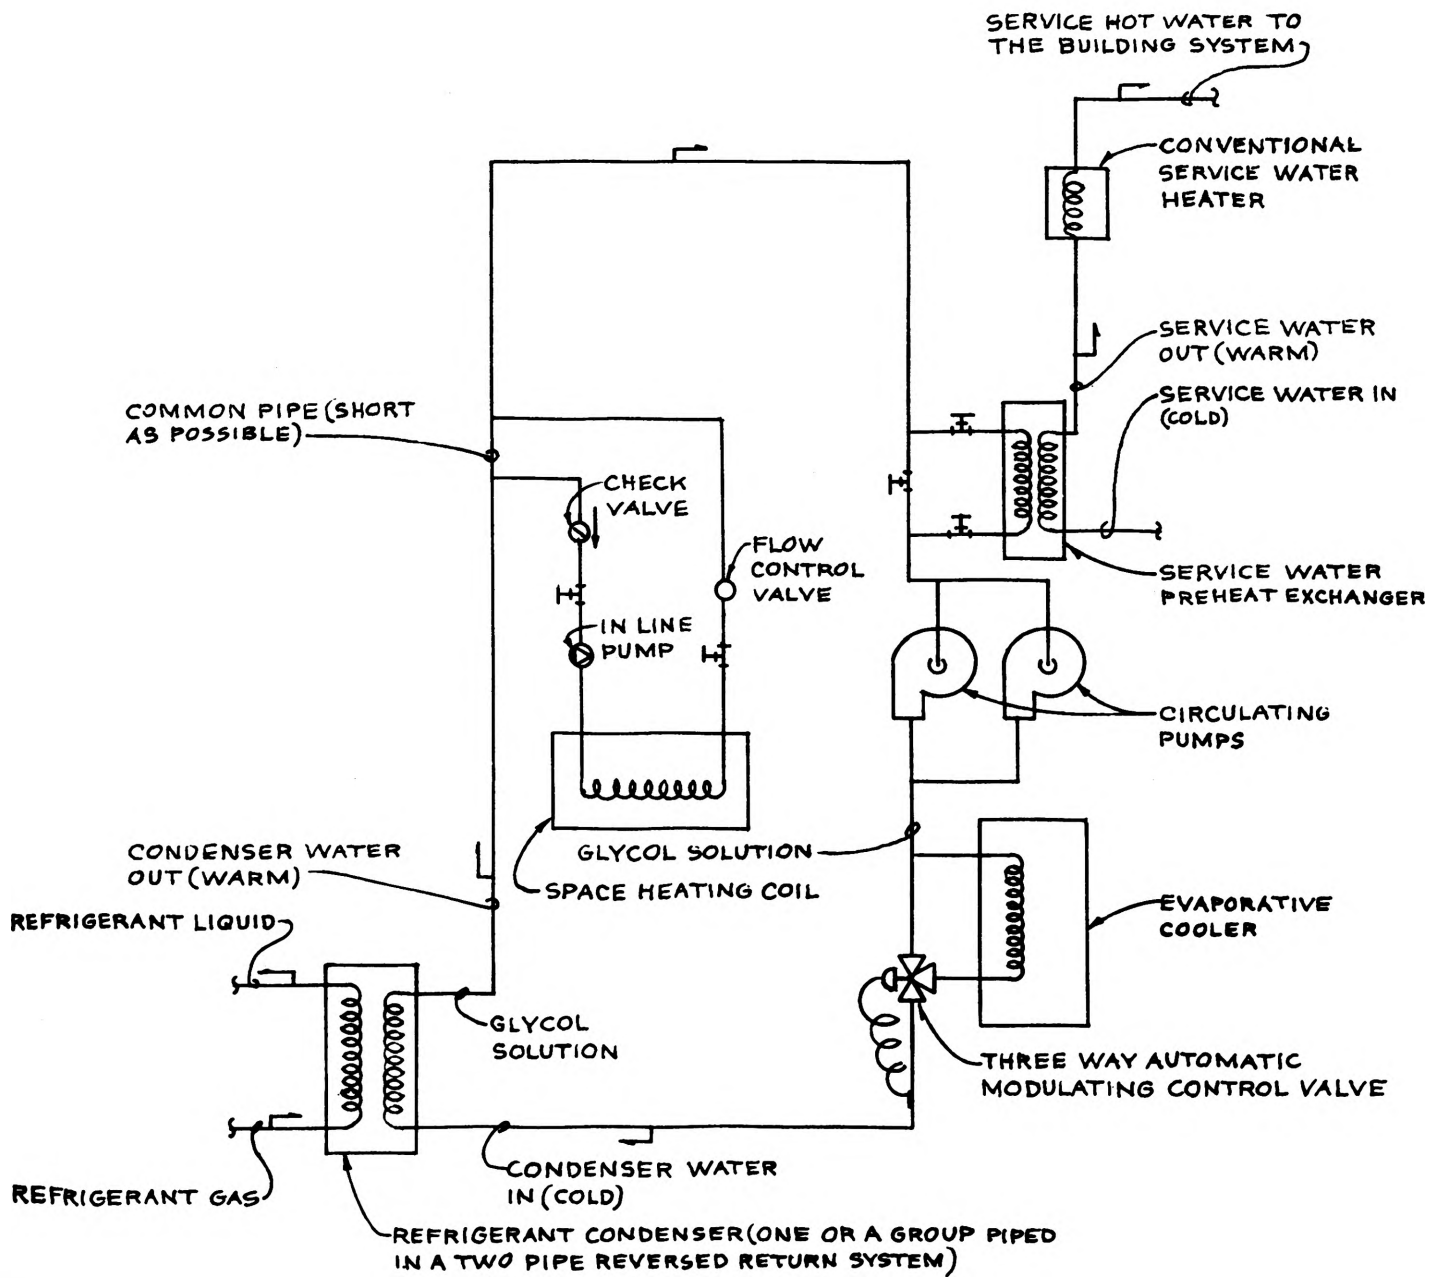 SERVICE HOT WATER TO
THE BUILDING SYSTEM
CONVENTIONAL
SERVICE WATER
HEATER
SERVICE WATER
OUT (WARM)
SERVICE WATER IN
(COLD)
COMMON PIPE (SHORT
AS POSSIBLE)
CHECK
VALVE
FLOW
CONTROL
VALVE
SERVICE WATER
PREHEAT EXCHANGER
IN LINE
PUMP
CIRCULATING
PUMPS
GLYCOL SOLUTION
SPACE HEATING COIL
CONDENSER WATER
OUT (WARM)
REFRIGERANT LIQUID
EVAPORATIVE
COOLER
GLYCOL
SOLUTION
THREE WAY AUTOMATIC
MODULATING CONTROL VALVE
CONDENSER WATER
IN (COLD)
REFRIGERANT GAS
REFRIGERANT CONDENSER (ONE OR A GROUP PIPED
IN A TWO PIPE REVERSED RETURN SYSTEM)